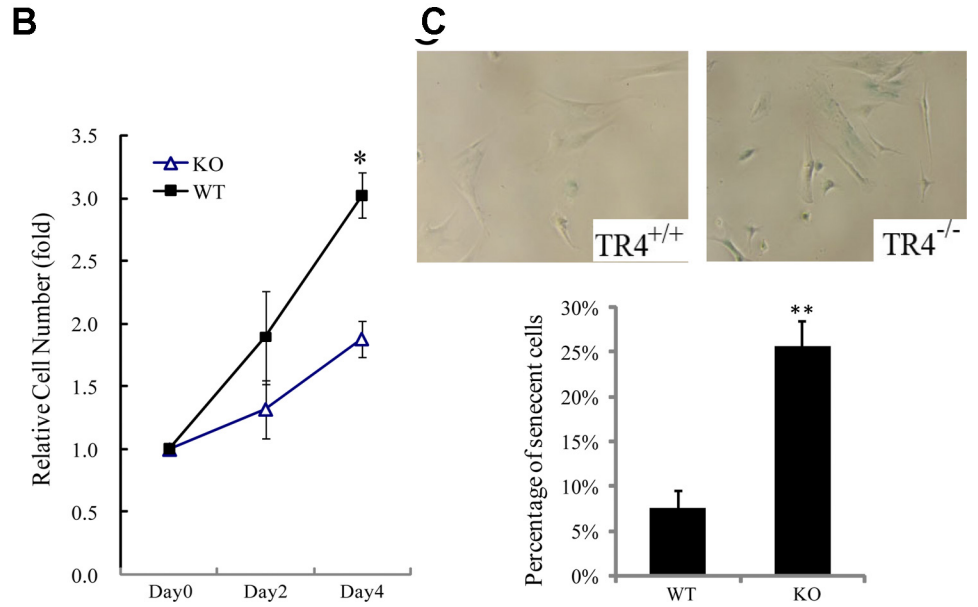 B
C
3.5
3.0
2.5
2.0
1.5
1.0
0.5
0.0
Relative Cell Number (fold)
KO
WT
*
Day0
Day2
Day4
TR4+/+
TR4-/-
30%
25%
20%
15%
10%
5%
0%
Percentage of senecent cells
**
WT
KO